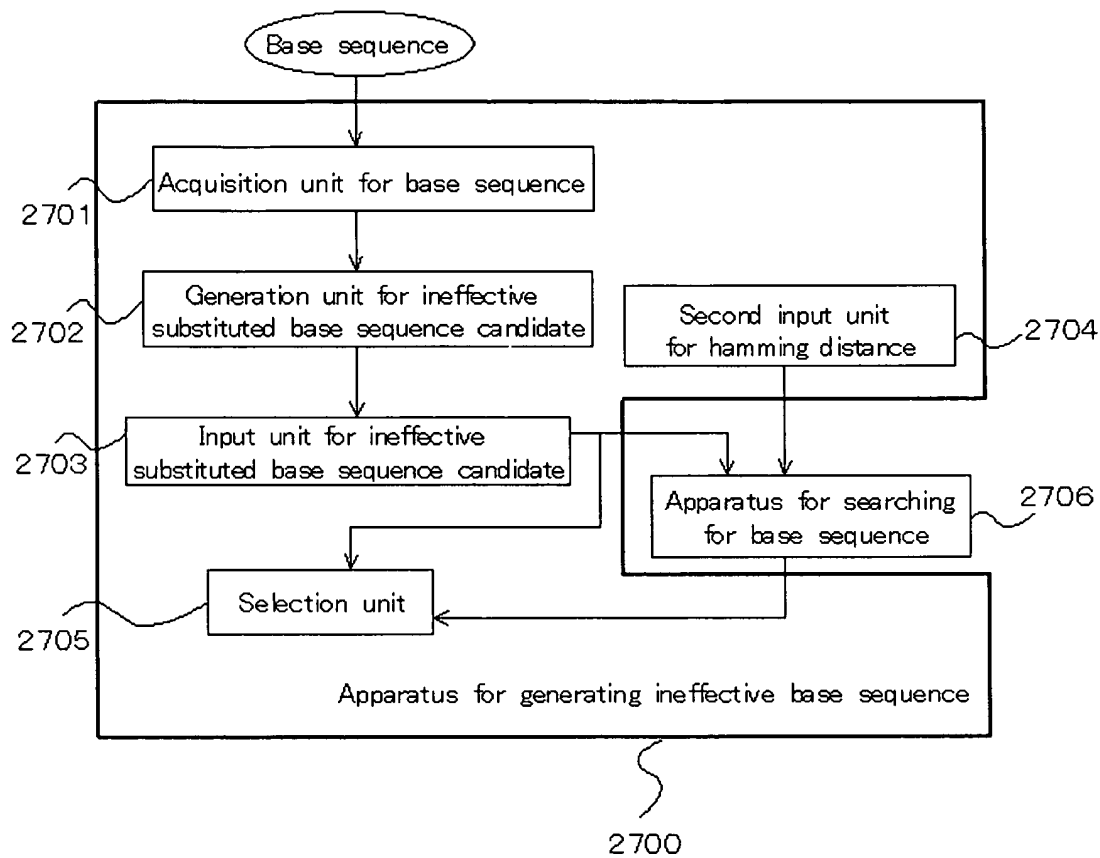 Base sequence
Acquisition unit for base sequence
2701
Generation unit for ineffective
substituted base sequence candidate
2702
Second input unit
for hamming distance
2704
Input unit for ineffective
substituted base sequence candidate
2703
Apparatus for searching
for base sequence
2706
Selection unit
2705
Apparatus for generating ineffective base sequence
2700